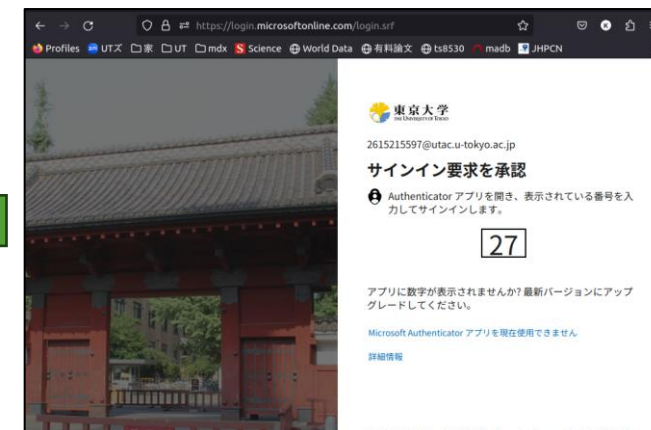 https://login.microsoftonline.com/login.srf
Profiles UTズ 家 UT mdx Science World Data 有料論文 ts8530 madb JHPCN
東京大学
THE UNIVERSITY OF TOKYO
2615215597@utac.u-tokyo.ac.jp
サインイン要求を承認
Authenticator アプリを開き、表示されている番号を入
力してサインインします。
27
アプリに数字が表示されませんか? 最新バージョンにアップ
グレードしてください。
Microsoft Authenticator アプリを現在使用できません
詳細情報